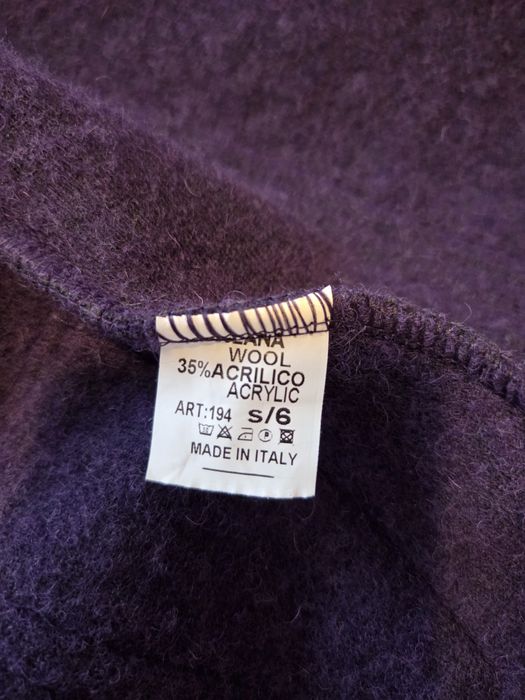 LANA
WOOL
35%ACRILICO
ACRYLIC
ART:194 S/6
MADE IN ITALY